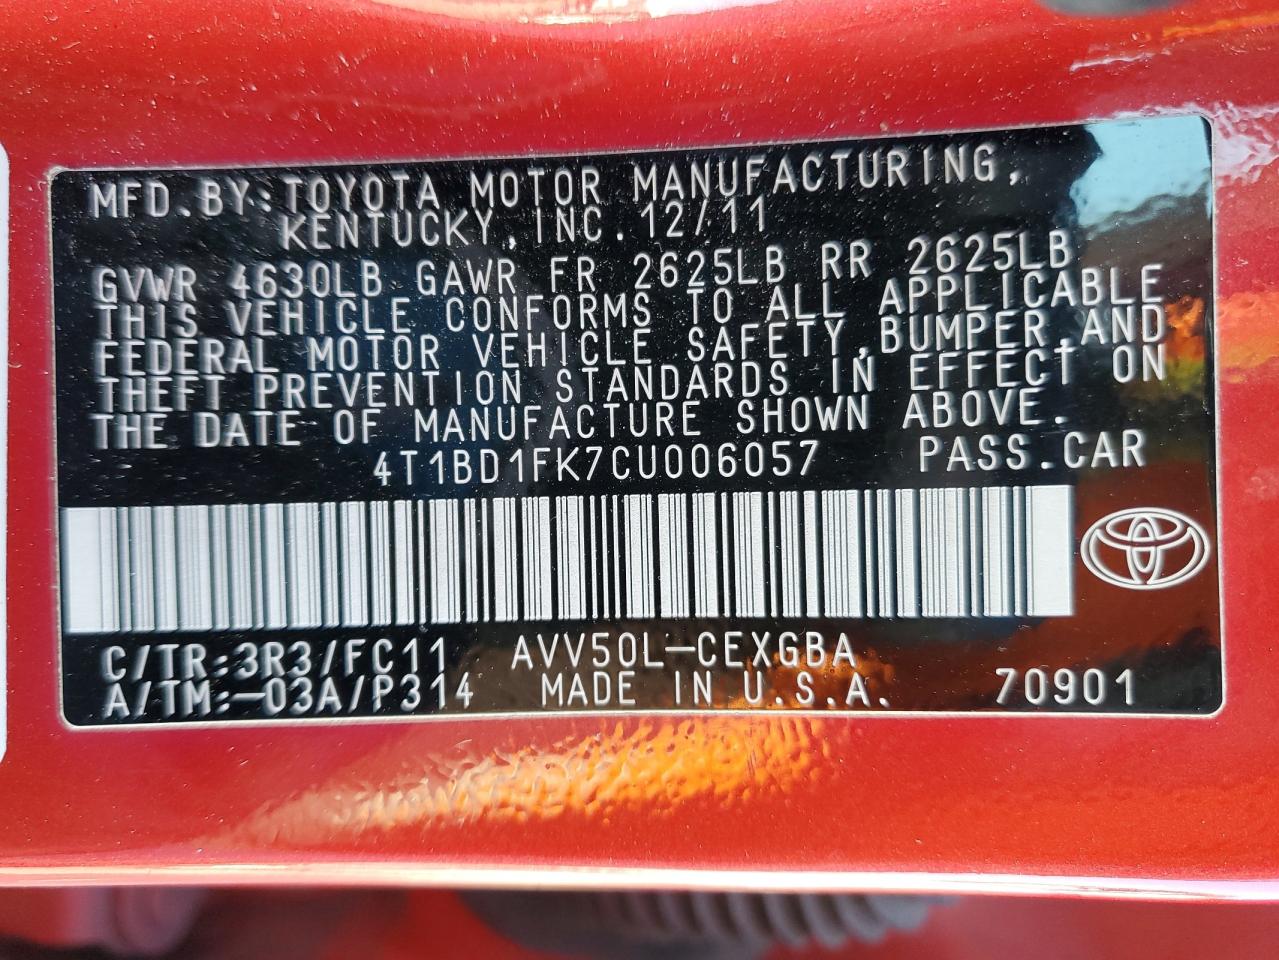 MFD.BY:TOYOTA MOTOR MANUFACTURING,
KENTUCKY,INC. 12/11
GVWR 4630LB GAWR FR 2625LB RR 2625LB
THIS VEHICLE CONFORMS TO ALL APPLICABLE
FEDERAL MOTOR VEHICLE SAFETY,BUMPER,AND
THEFT PREVENTION STANDARDS IN EFFECT ON
THE DATE OF MANUFACTURE SHOWN ABOVE.
4T1BD1FK7CU006057 PASS.CAR
C/TR:3R3/FC11 AVV50L-CEXGBA
A/TM:-03A/P314 MADE IN U.S.A. 70901